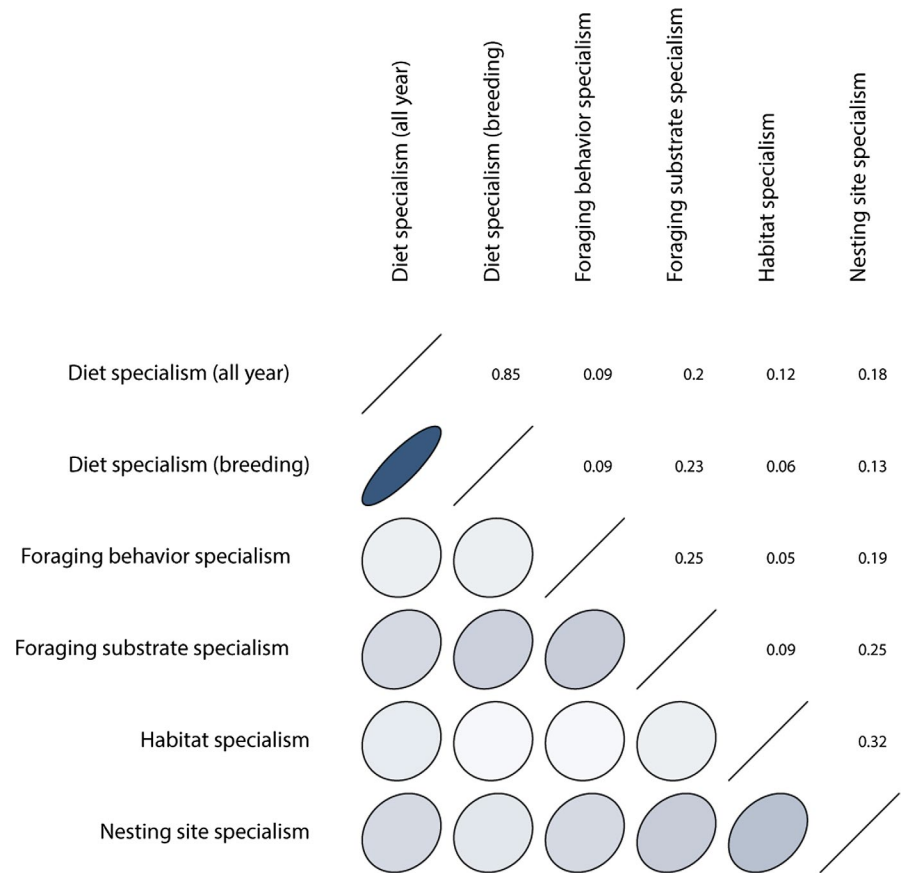 Diet specialism (all year)
Diet specialism (breeding)
Foraging behavior specialism
Foraging substrate specialism
Habitat specialism
Nesting site specialism
Diet specialism (all year) 0.85 0.09 0.2 0.12 0.18
Diet specialism (breeding) 0.09 0.23 0.06 0.13
Foraging behavior specialism 0.25 0.05 0.19
Foraging substrate specialism 0.09 0.25
Habitat specialism 0.32
Nesting site specialism